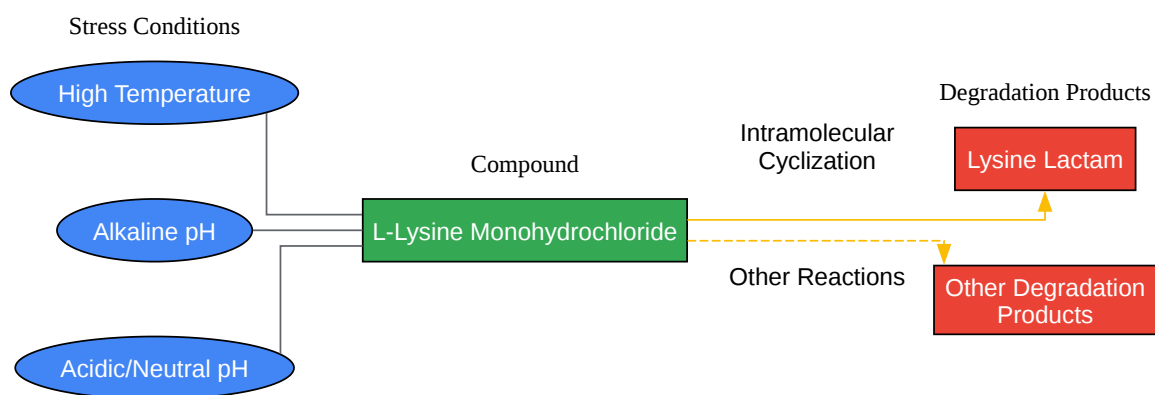 Stress Conditions
High Temperature
Alkaline pH
Acidic/Neutral pH
Compound
L-Lysine Monohydrochloride
Intramolecular
Cyclization
Other Reactions
Degradation Products
Lysine Lactam
Other Degradation
Products